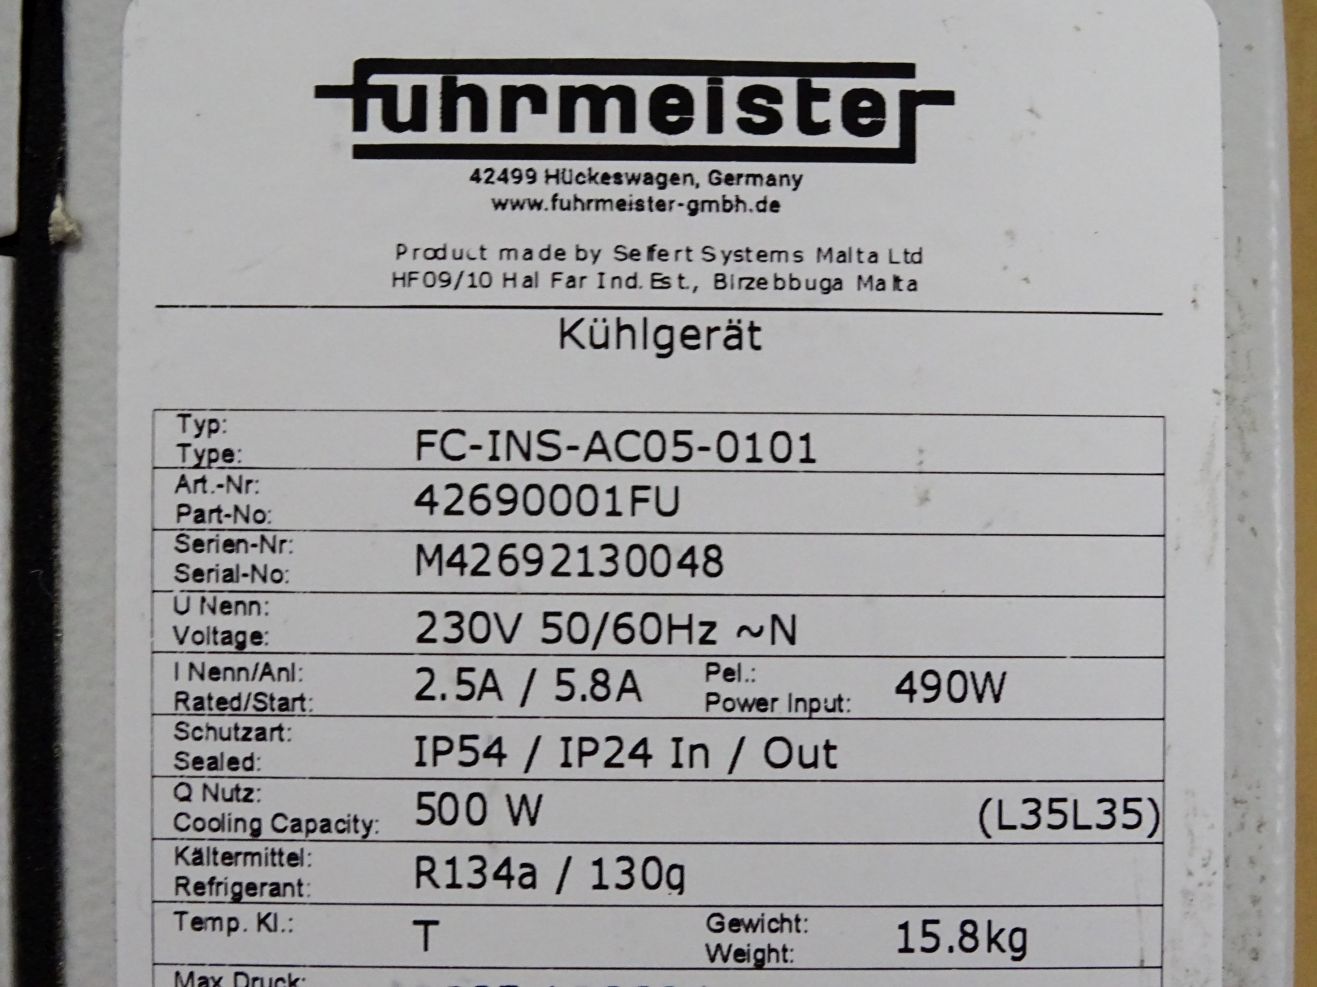 fuhrmeister
42499 Hückeswagen, Germany
www.fuhrmeister-gmbh.de
Product made by Seifert Systems Malta Ltd
HF09/10 Hal Far Ind. Est., Birzebbuga Malta
Kühlgerät
Typ:
Type: FC-INS-AC05-0101
Art.-Nr:
Part-No: 42690001FU
Serien-Nr:
Serial-No: M42692130048
U Nenn:
Voltage: 230V 50/60Hz ~N
I Nenn/Anl: Pel.:
Rated/Start: 2.5A / 5.8A Power Input: 490W
Schutzart:
Sealed: IP54 / IP24 In / Out
Q Nutz:
Cooling Capacity: 500 W (L35L35)
Kältermittel:
Refrigerant: R134a / 130g
Temp. Kl.: T Gewicht:
Weight: 15.8kg
Max Druck: